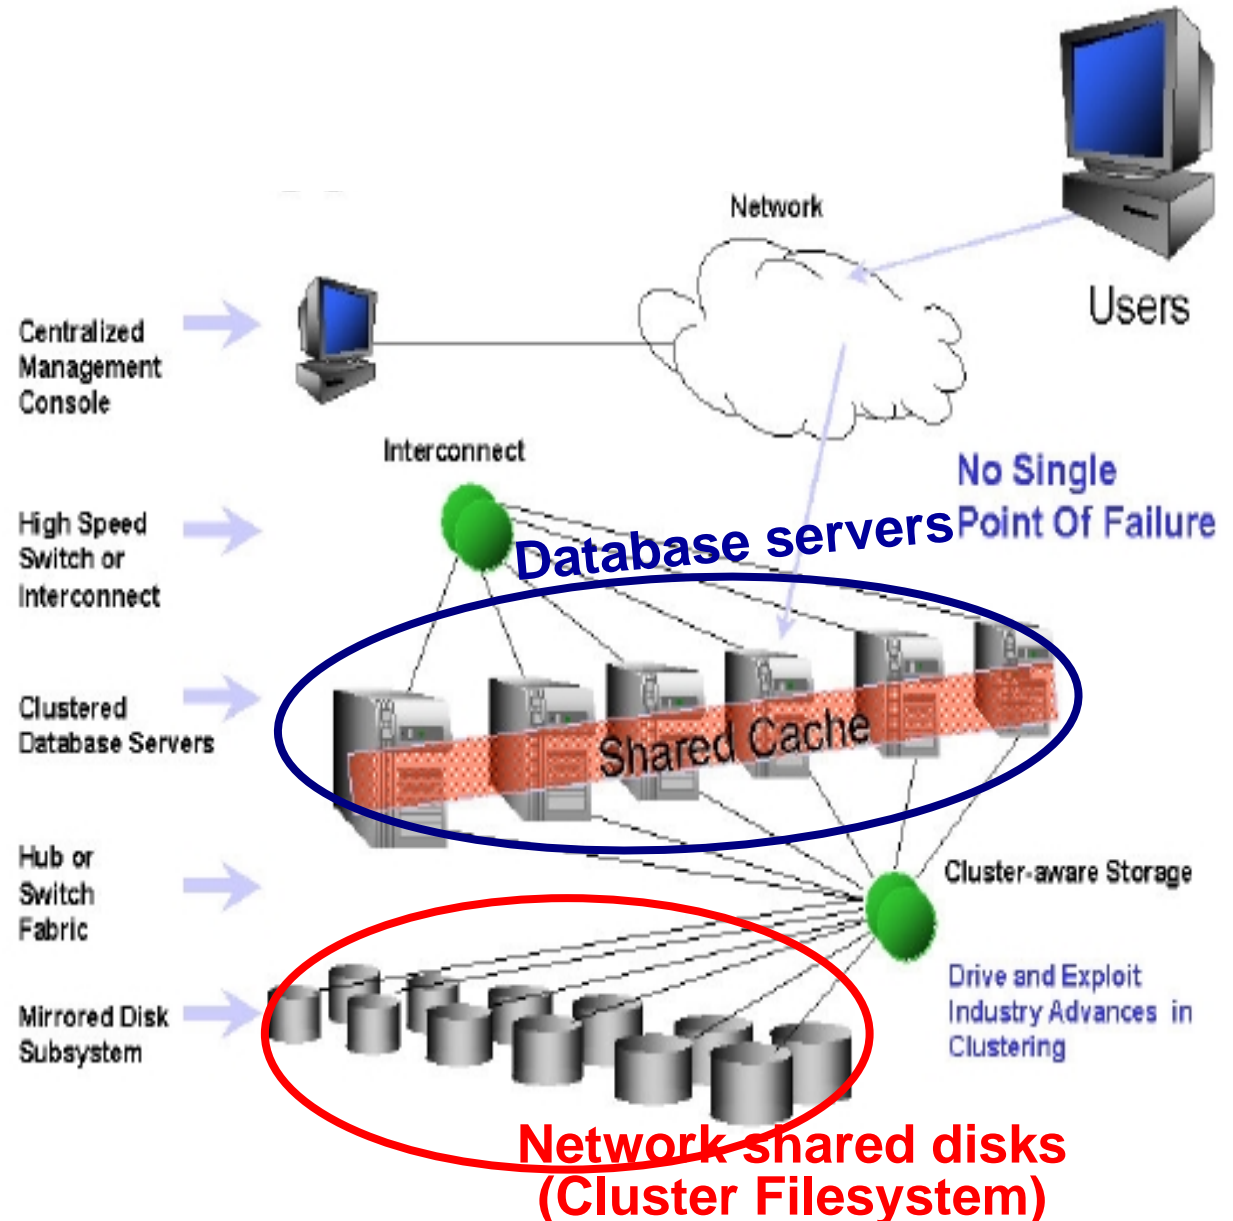 Network
Users
Centralized
Management
Console
Interconnect
No Single
Point Of Failure
High Speed
Switch or
Interconnect
Database servers
Clustered
Database Servers
Shared Cache
Hub or
Switch
Fabric
Cluster-aware Storage
Drive and Exploit
Industry Advances in
Clustering
Mirrored Disk
Subsystem
Network shared disks
(Cluster Filesystem)